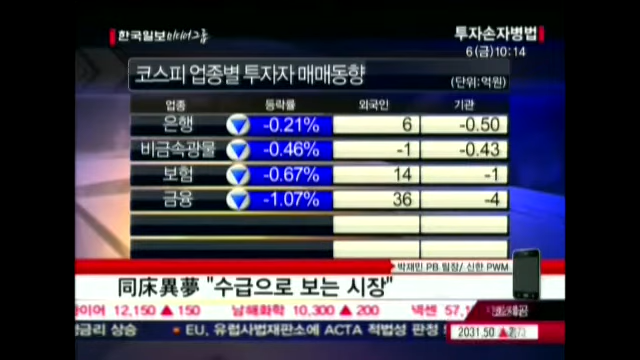 한국일보 미디어그룹
투자손자병법
6(금)10:14
코스피 업종별 투자자 매매동향
(단위:억원)
업종 등락률 외국인 기관
은행 ▼ -0.21% 6 -0.50
비금속광물 ▼ -0.46% -1 -0.43
보험 ▼ -0.67% 14 -1
금융 ▼ -1.07% 36 -4
박재민 PB 팀장/ 신한 PWM
同床異夢 "수급으로 보는 시장"
이어 12,150 ▲ 150 남해화학 10,300 ▲ 200 넥센
금리 상승 EU, 유럽사법재판소에 ACTA 적법성 판정
2031.50